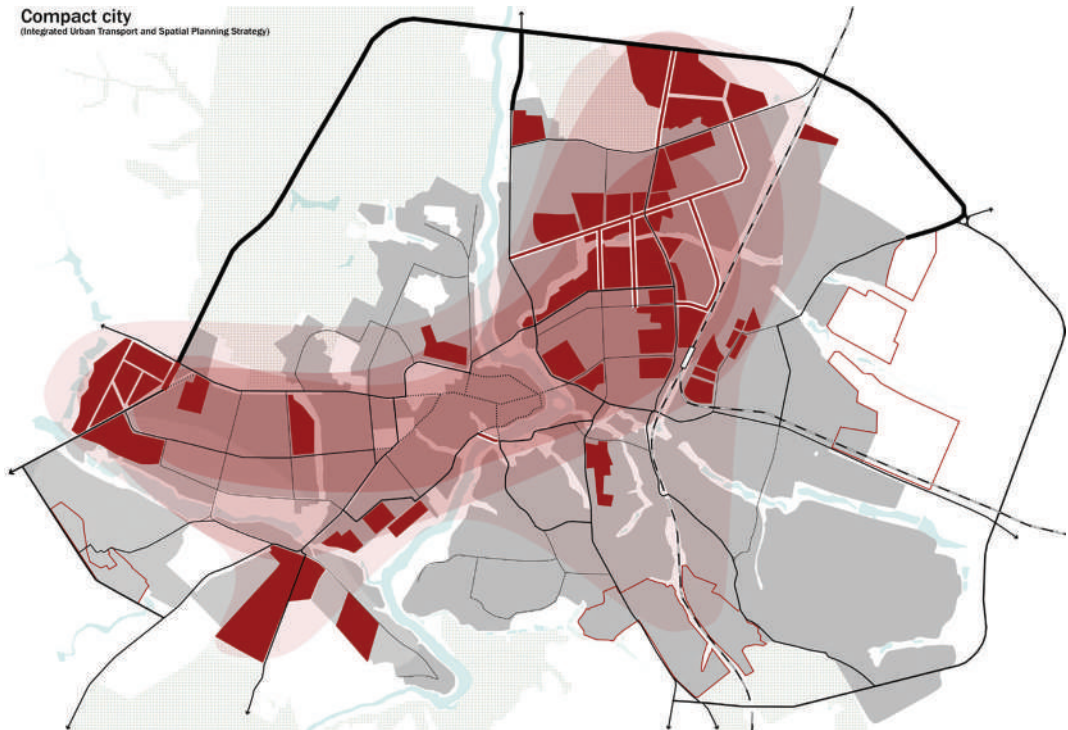 Compact city
(Integrated Urban Transport and Spatial Planning Strategy)